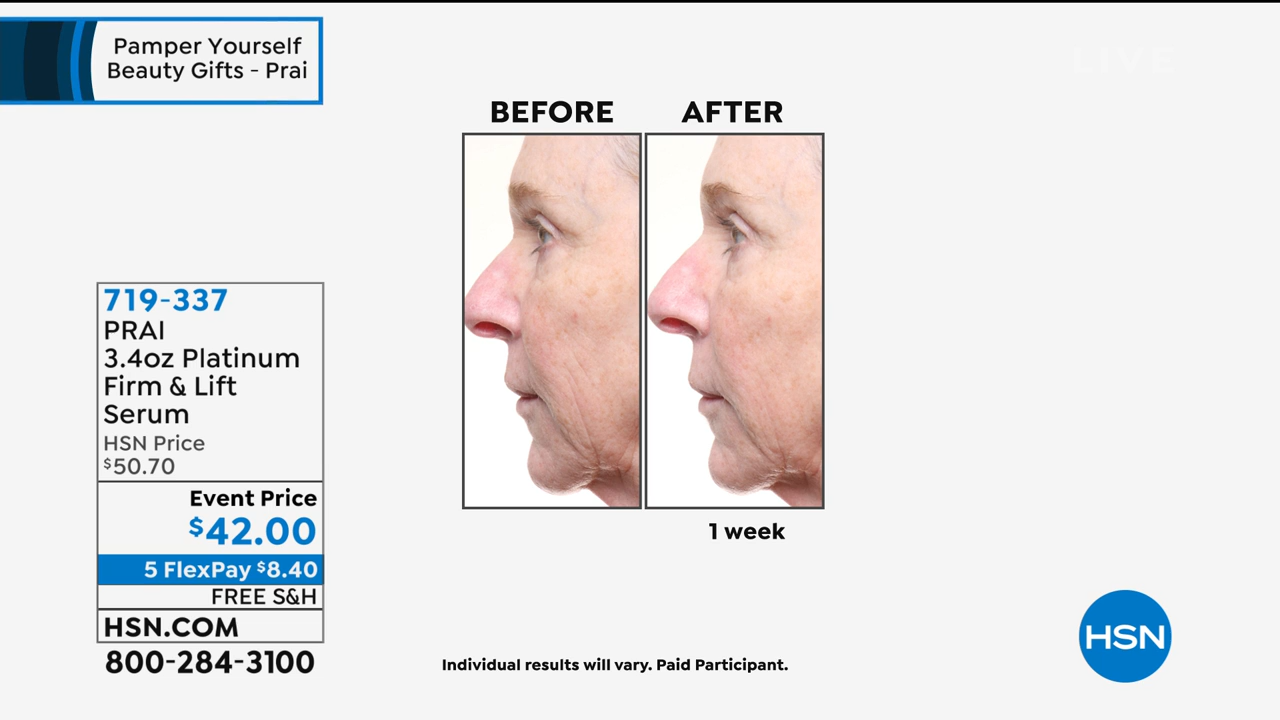 Pamper Yourself
Beauty Gifts - Prai
LIVE
BEFORE
AFTER
1 week
719-337
PRAI
3.4oz Platinum
Firm & Lift
Serum
HSN Price
$50.70
Event Price
$42.00
5 FlexPay $8.40
FREE S&H
HSN.COM
800-284-3100
Individual results will vary. Paid Participant.
HSN